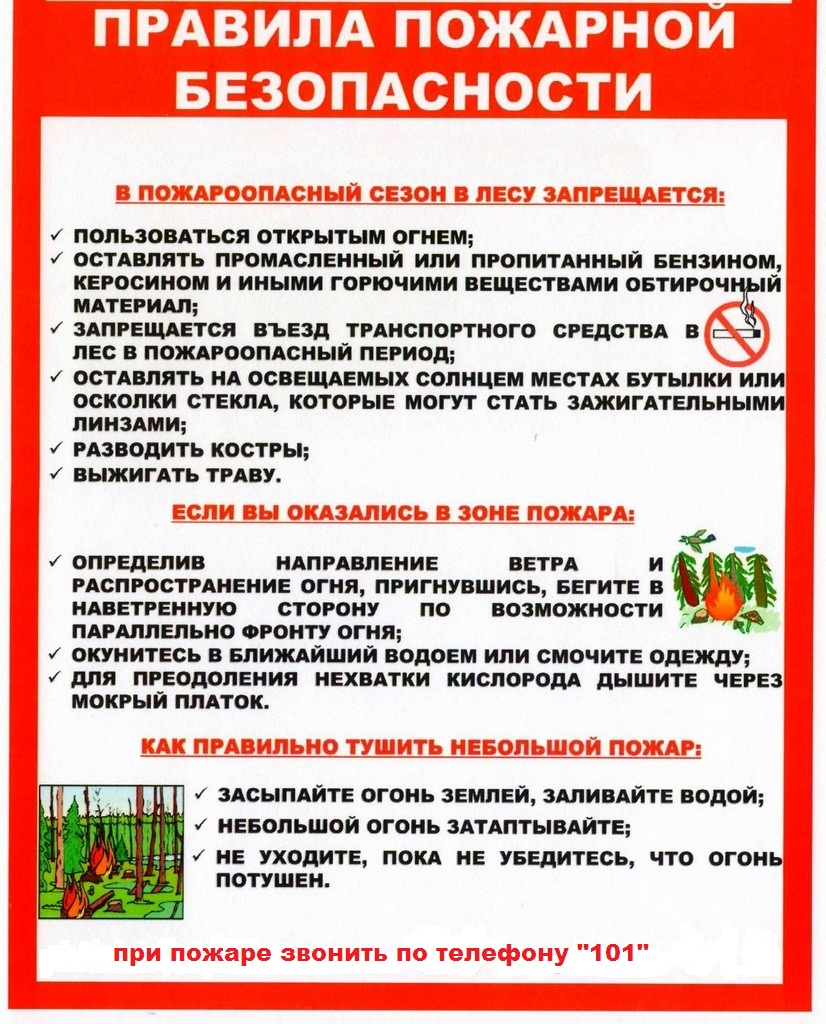 ПРАВИЛА ПОЖАРНОЙ
БЕЗОПАСНОСТИ
В ПОЖАРООПАСНЫЙ СЕЗОН В ЛЕСУ ЗАПРЕЩАЕТСЯ:
✓ ПОЛЬЗОВАТЬСЯ ОТКРЫТЫМ ОГНЕМ;
✓ ОСТАВЛЯТЬ ПРОМАСЛЕННЫЙ ИЛИ ПРОПИТАННЫЙ БЕНЗИНОМ,
КЕРОСИНОМ И ИНЫМИ ГОРЮЧИМИ ВЕЩЕСТВАМИ ОБТИРОЧНЫЙ
МАТЕРИАЛ;
✓ ЗАПРЕЩАЕТСЯ ВЪЕЗД ТРАНСПОРТНОГО СРЕДСТВА В
ЛЕС В ПОЖАРООПАСНЫЙ ПЕРИОД;
✓ ОСТАВЛЯТЬ НА ОСВЕЩАЕМЫХ СОЛНЦЕМ МЕСТАХ БУТЫЛКИ ИЛИ
ОСКОЛКИ СТЕКЛА, КОТОРЫЕ МОГУТ СТАТЬ ЗАЖИГАТЕЛЬНЫМИ
ЛИНЗАМИ;
✓ РАЗВОДИТЬ КОСТРЫ;
✓ ВЫЖИГАТЬ ТРАВУ.
ЕСЛИ ВЫ ОКАЗАЛИСЬ В ЗОНЕ ПОЖАРА:
✓ ОПРЕДЕЛИВ НАПРАВЛЕНИЕ ВЕТРА И
РАСПРОСТРАНЕНИЕ ОГНЯ, ПРИГНУВШИСЬ, БЕГИТЕ В
НАВЕТРЕННУЮ СТОРОНУ ПО ВОЗМОЖНОСТИ
ПАРАЛЛЕЛЬНО ФРОНТУ ОГНЯ;
✓ ОКУНИТЕСЬ В БЛИЖАЙШИЙ ВОДОЕМ ИЛИ СМОЧИТЕ ОДЕЖДУ;
✓ ДЛЯ ПРЕОДОЛЕНИЯ НЕХВАТКИ КИСЛОРОДА ДЫШИТЕ ЧЕРЕЗ
МОКРЫЙ ПЛАТОК.
КАК ПРАВИЛЬНО ТУШИТЬ НЕБОЛЬШОЙ ПОЖАР:
✓ ЗАСЫПАЙТЕ ОГОНЬ ЗЕМЛЕЙ, ЗАЛИВАЙТЕ ВОДОЙ;
✓ НЕБОЛЬШОЙ ОГОНЬ ЗАТАПТЫВАЙТЕ;
✓ НЕ УХОДИТЕ, ПОКА НЕ УБЕДИТЕСЬ, ЧТО ОГОНЬ
ПОТУШЕН.
при пожаре звонить по телефону "101"